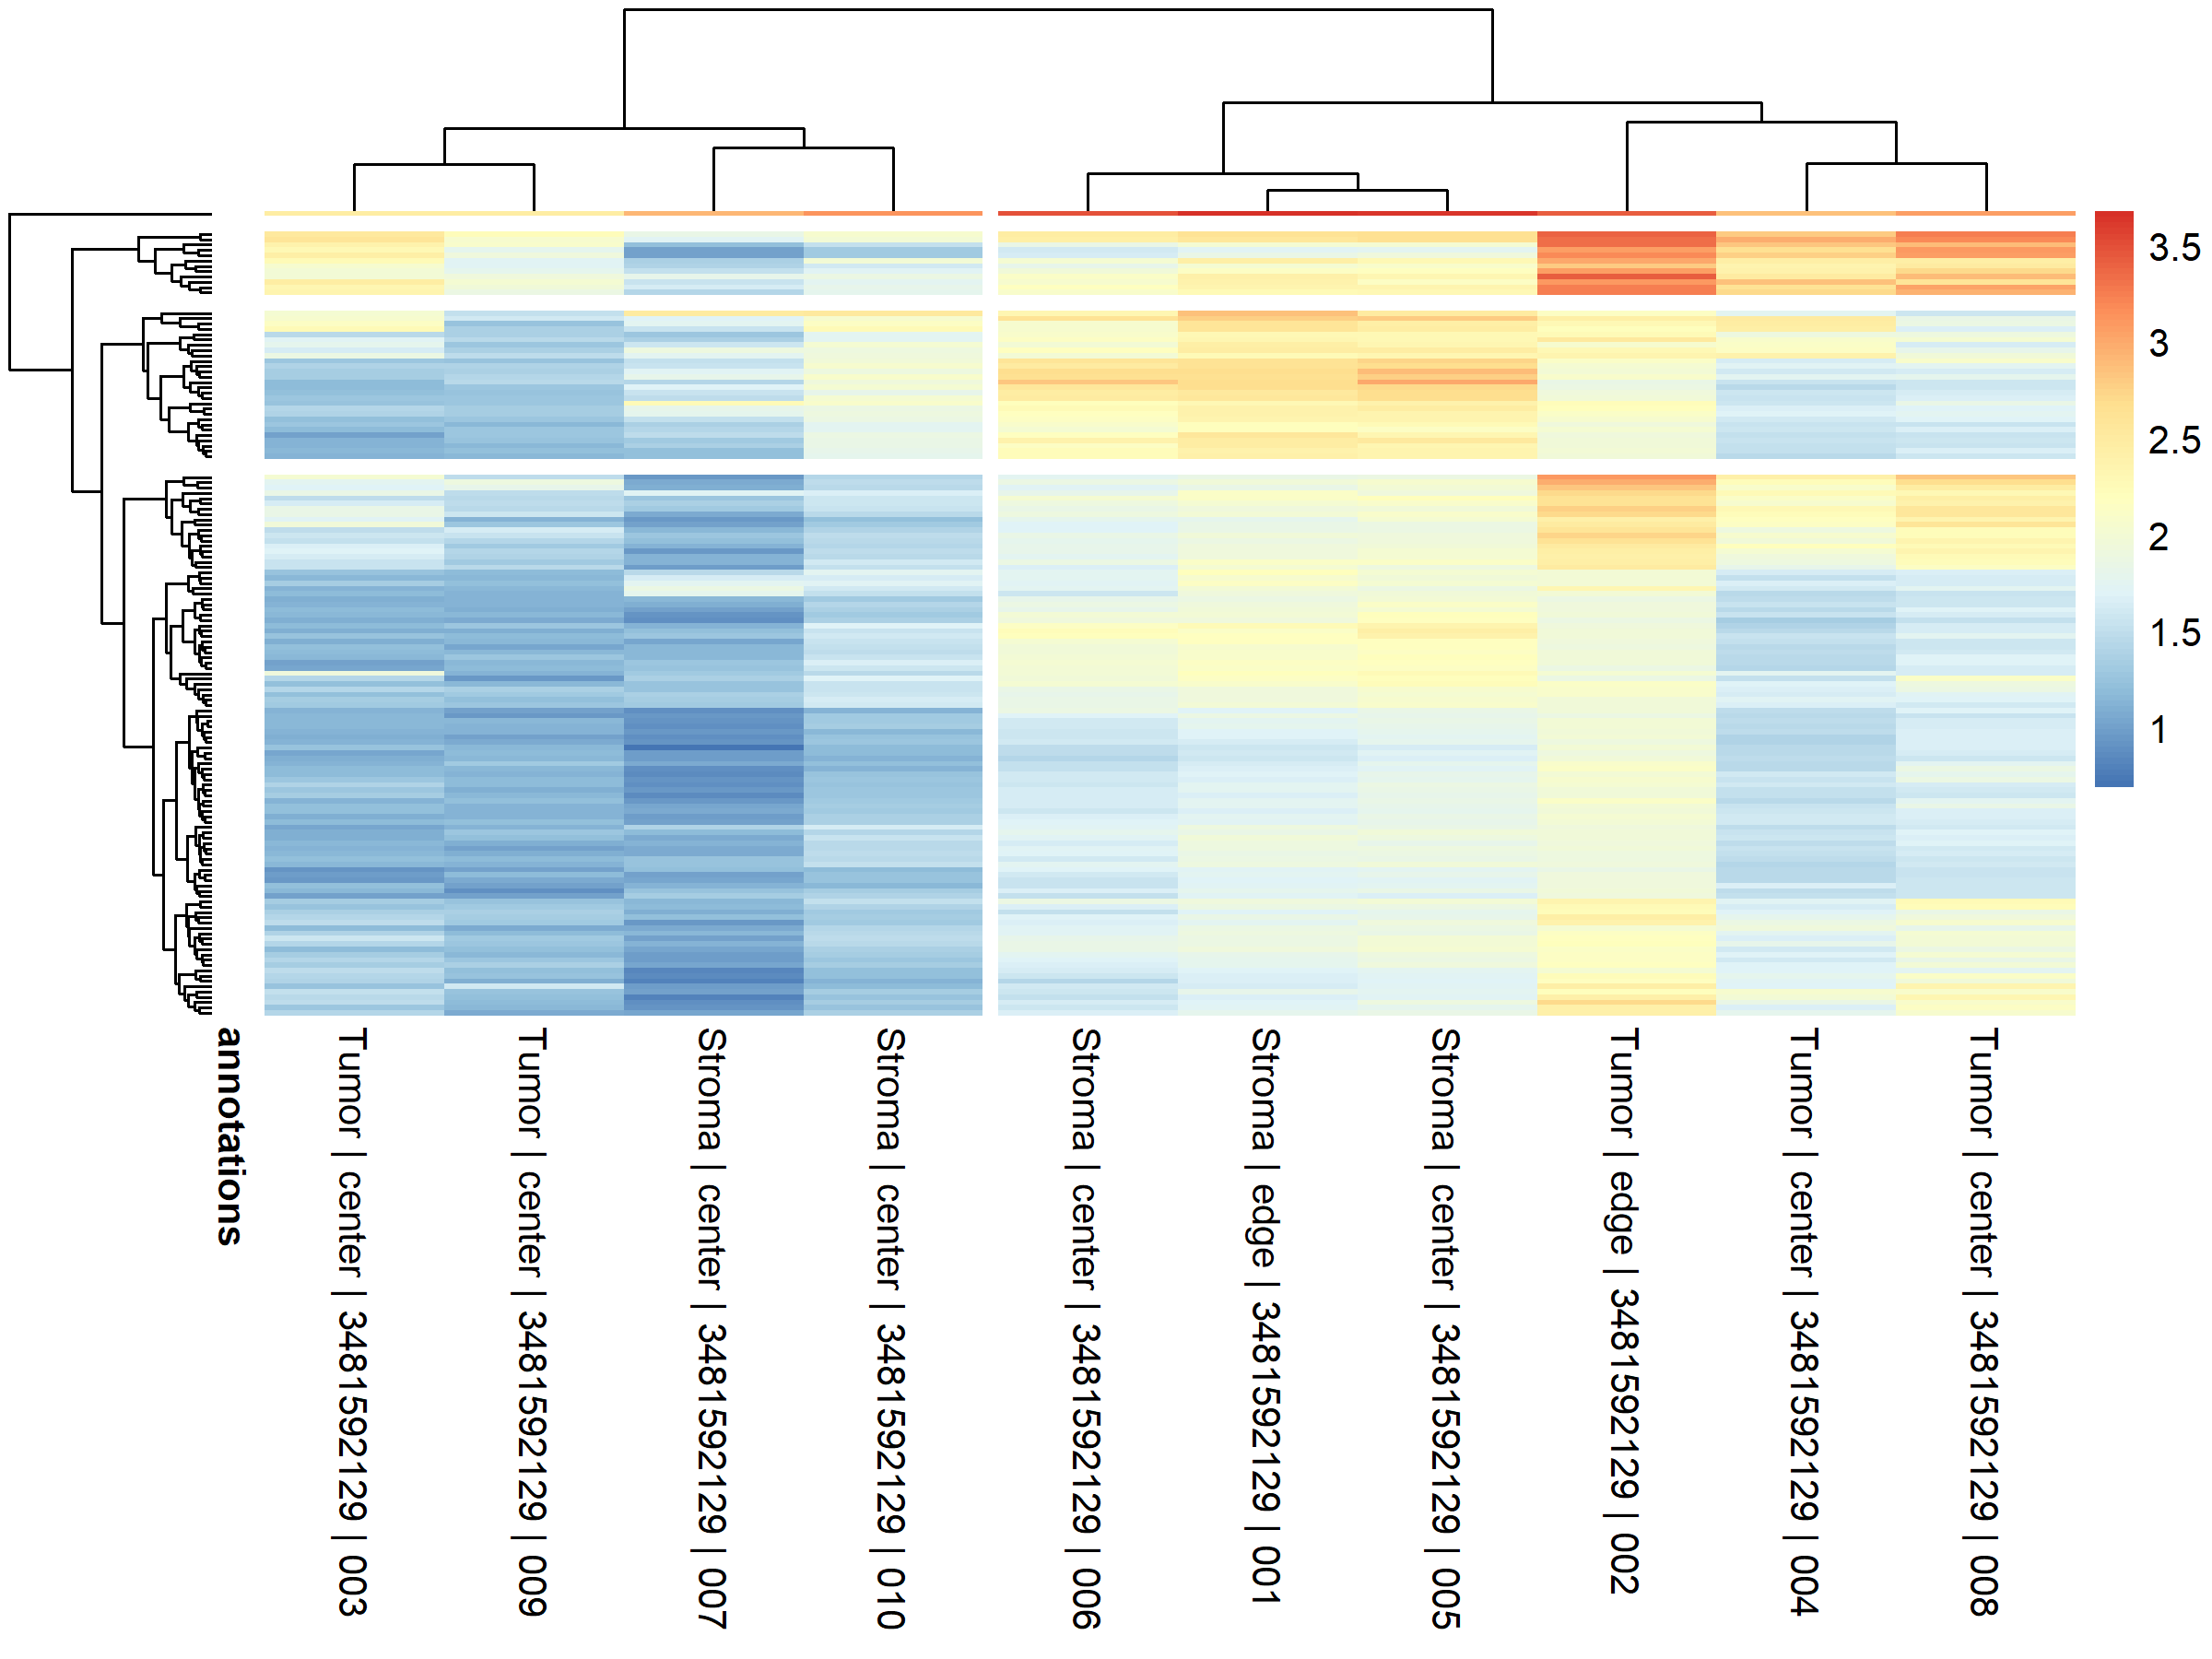 3.5
3
2.5
2
1.5
1
annotations
Tumor | center | 3481592129 | 003
Tumor | center | 3481592129 | 009
Stroma | center | 3481592129 | 007
Stroma | center | 3481592129 | 010
Stroma | center | 3481592129 | 006
Stroma | edge | 3481592129 | 001
Stroma | center | 3481592129 | 005
Tumor | edge | 3481592129 | 002
Tumor | center | 3481592129 | 004
Tumor | center | 3481592129 | 008